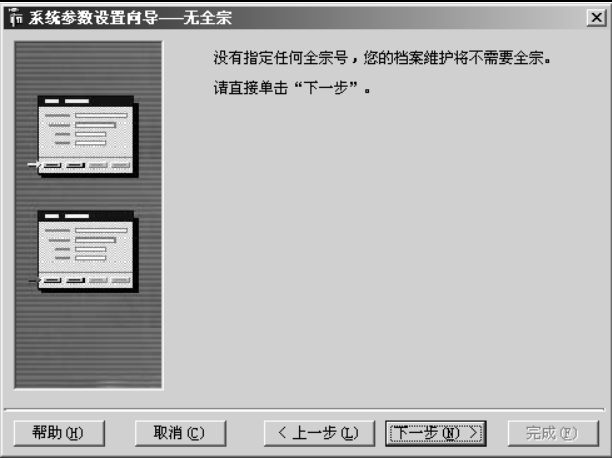 系统参数设置向导——无全宗
没有指定任何全宗号，您的档案维护将不需要全宗。
请直接单击“下一步”。
帮助(H) 取消(C) < 上一步(L) 下一步(N) > 完成(F)